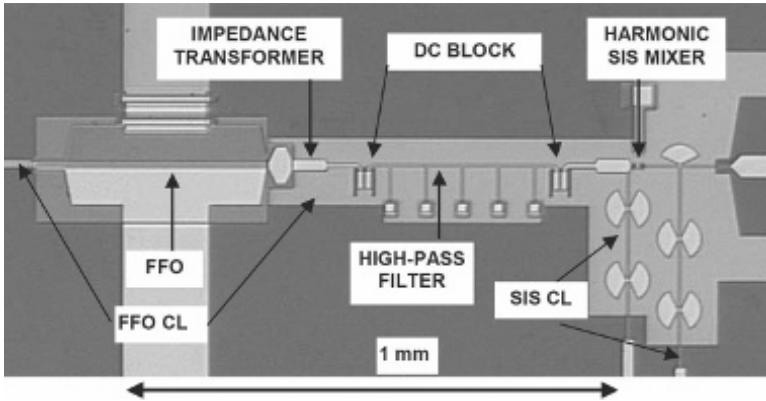 IMPEDANCE
TRANSFORMER
DC BLOCK
HARMONIC
SIS MIXER
FFO
HIGH-PASS
FILTER
SIS CL
FFO CL
1 mm